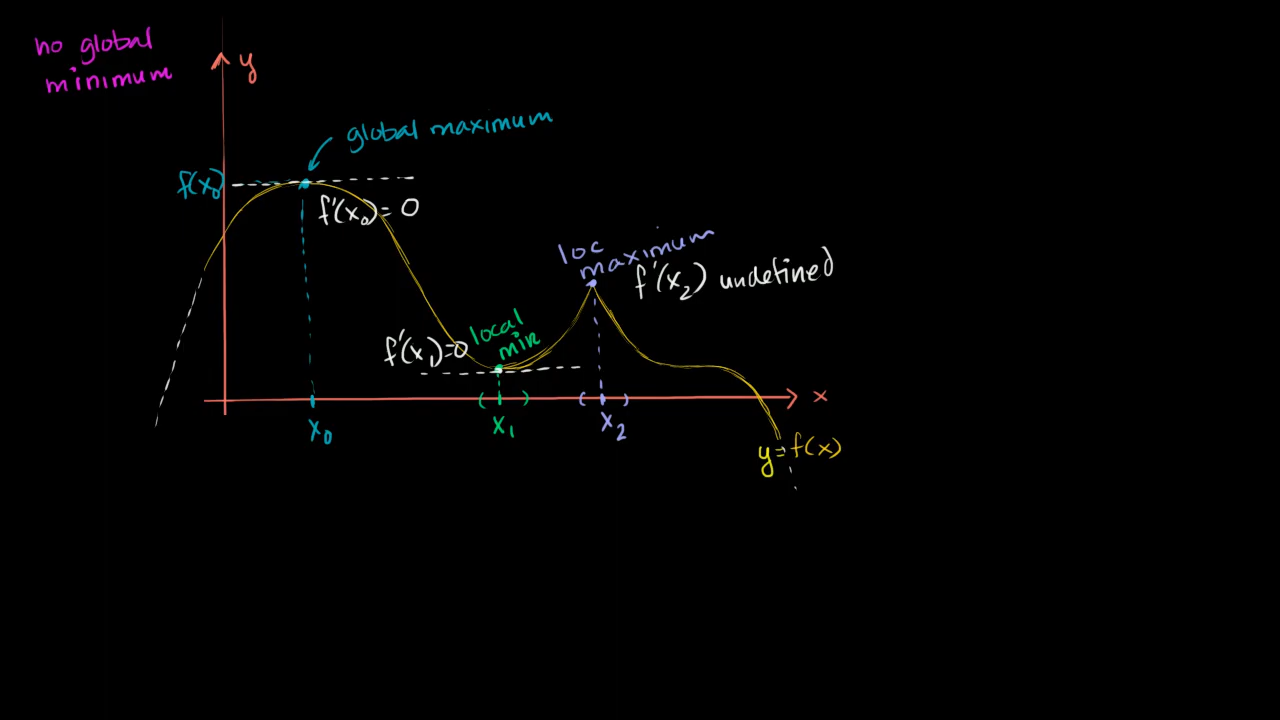 no global
minimum
y
global maximum
f(x₀)
f'(x₀) = 0
loc
maximum
f'(x₂) undefined
local
min
f'(x₁)=0
( )
( )
x
x₀
x₁
x₂
y=f(x)